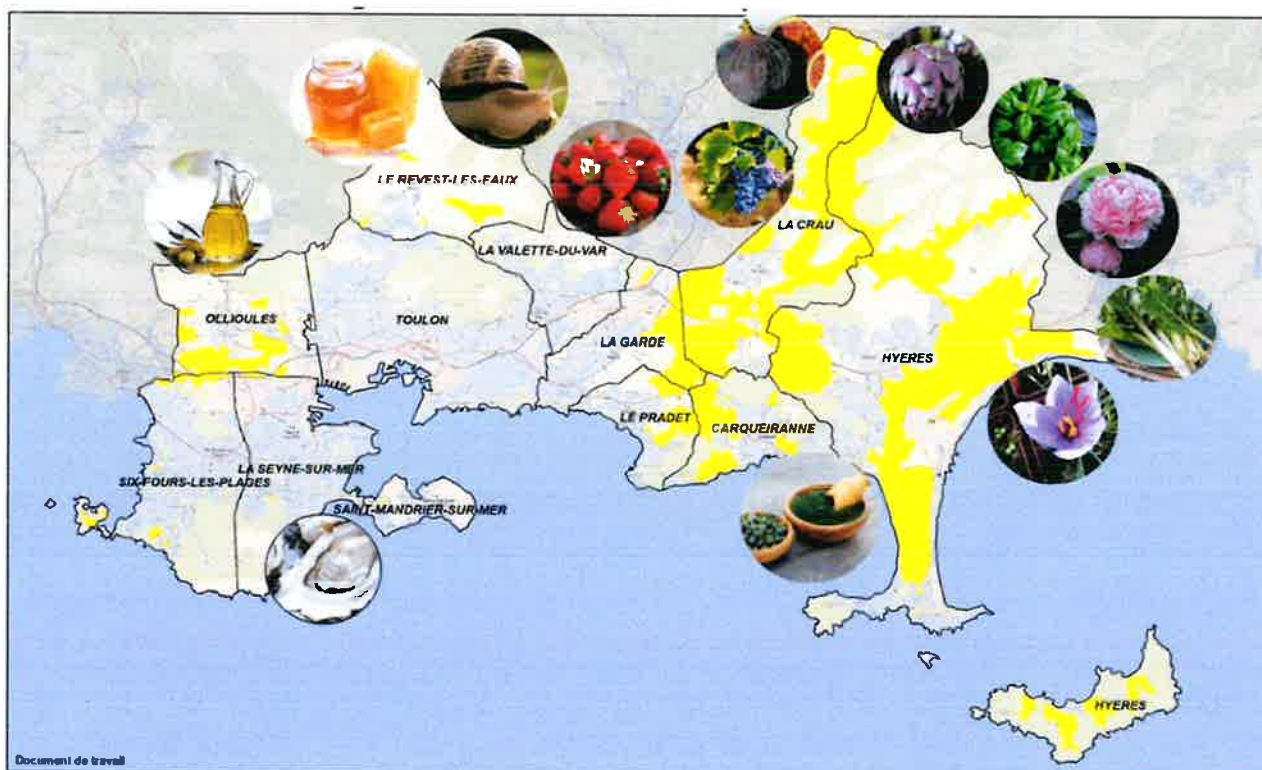 LE REVEST-LES-EAUX
LA CRAU
LA VALETTE-DU-VAR
OLLIOULES
TOULON
LA GARDE
HYERES
LE PRADET
CARQUEIRANNE
LA SEYNE-SUR-MER
SIX-FOURS-LES-PLAGES
SAINT-MANDRIER-SUR-MER
HYERES
Document de travail